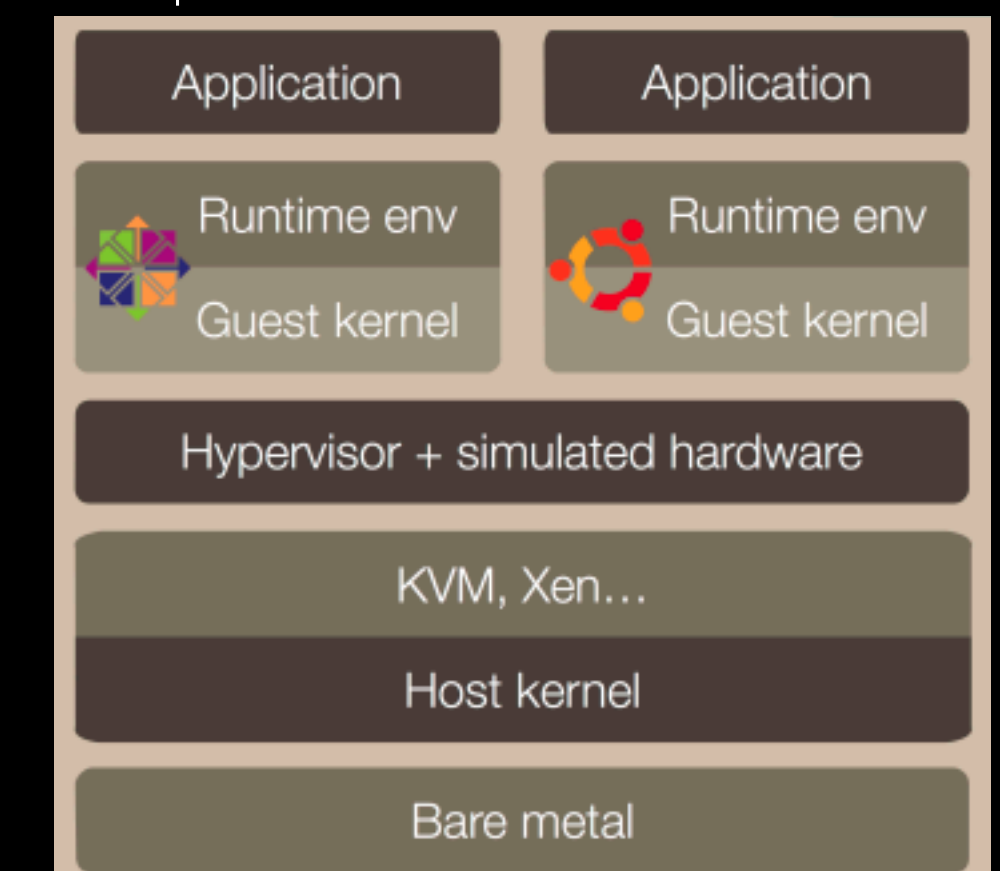 Application
Application
Runtime env
Guest kernel
Runtime env
Guest kernel
Hypervisor + simulated hardware
KVM, Xen…
Host kernel
Bare metal